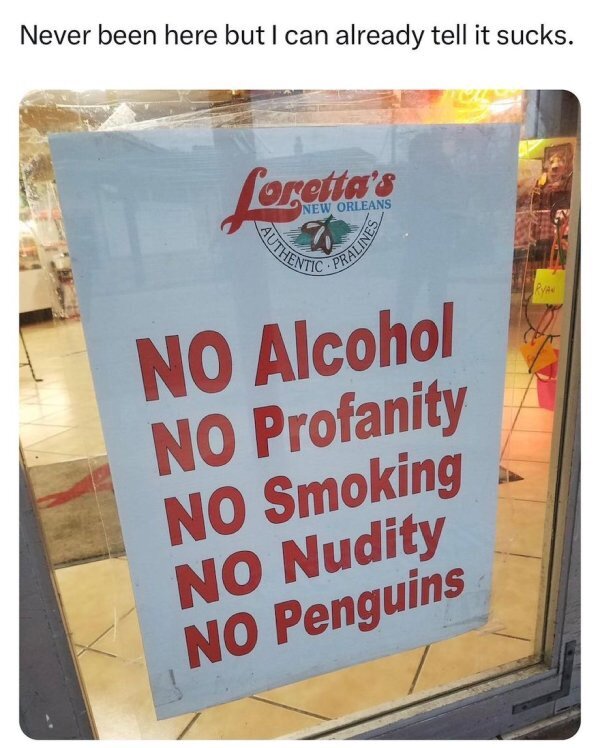 Never been here but I can already tell it sucks.
Loretta's
NEW ORLEANS
AUTHENTIC · PRALINES
NO Alcohol
NO Profanity
NO Smoking
NO Nudity
NO Penguins
RYAN